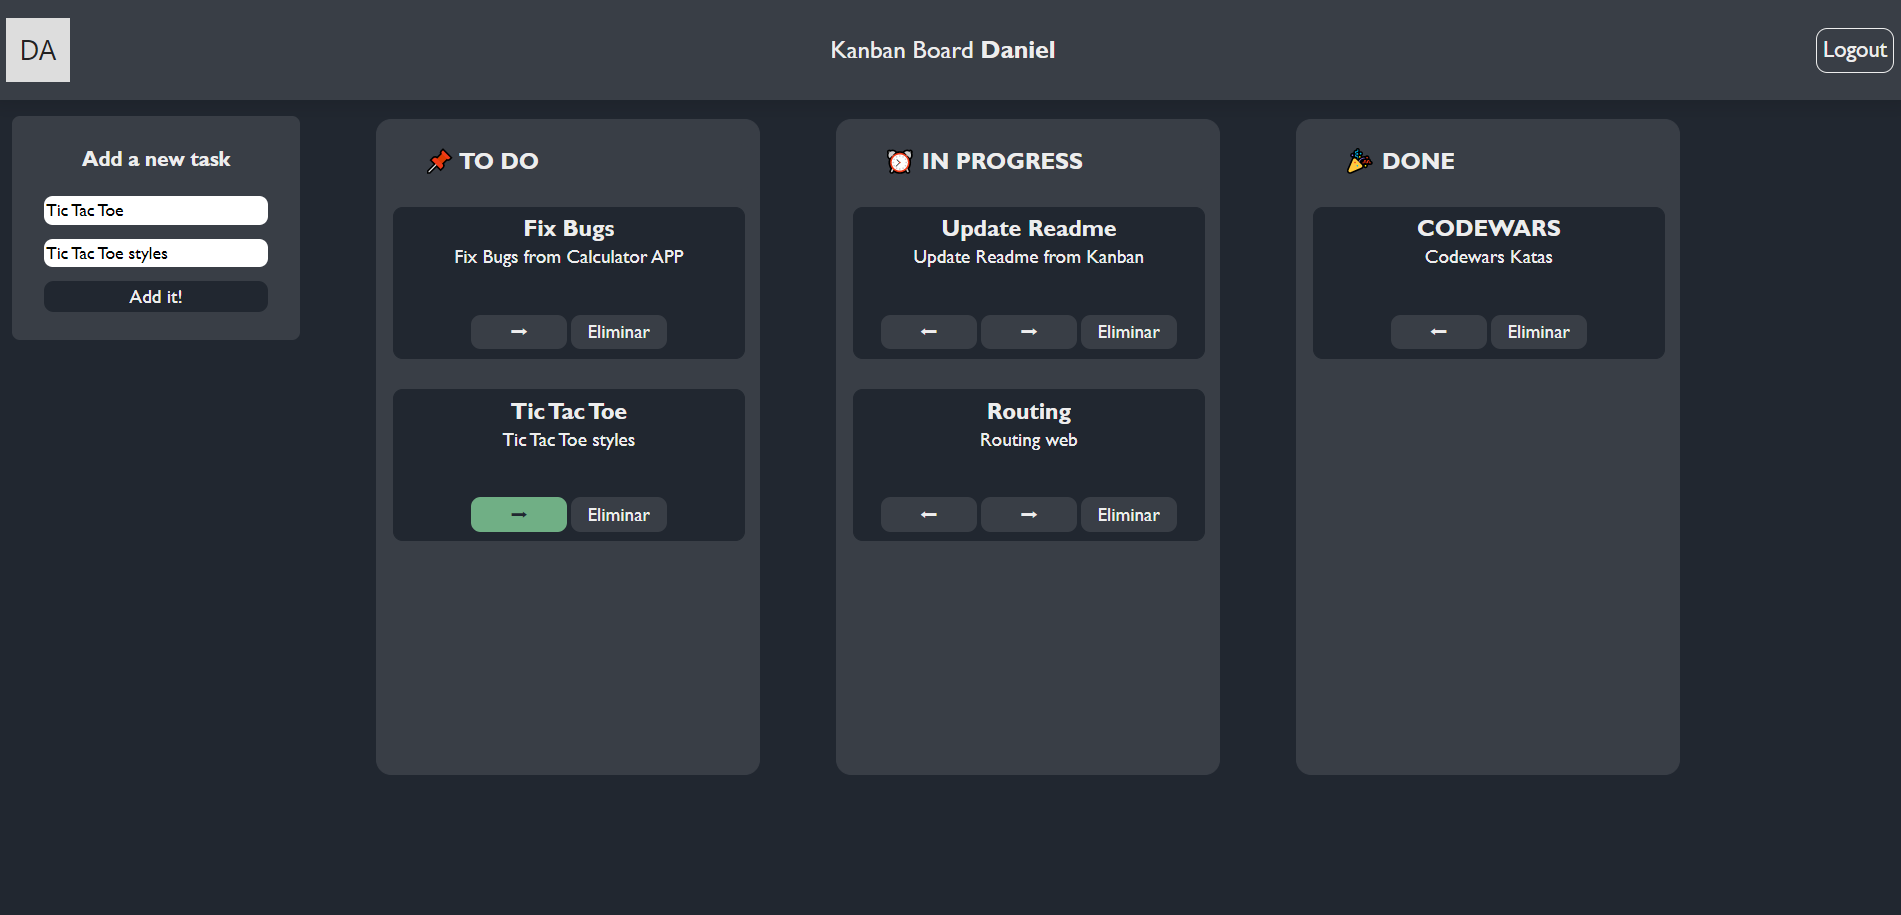 DA
Kanban Board Daniel
Logout
Add a new task
Tic Tac Toe
Tic Tac Toe styles
Add it!
TO DO
Fix Bugs
Fix Bugs from Calculator APP
→ Eliminar
Tic Tac Toe
Tic Tac Toe styles
→ Eliminar
IN PROGRESS
Update Readme
Update Readme from Kanban
← → Eliminar
Routing
Routing web
← → Eliminar
DONE
CODEWARS
Codewars Katas
← Eliminar